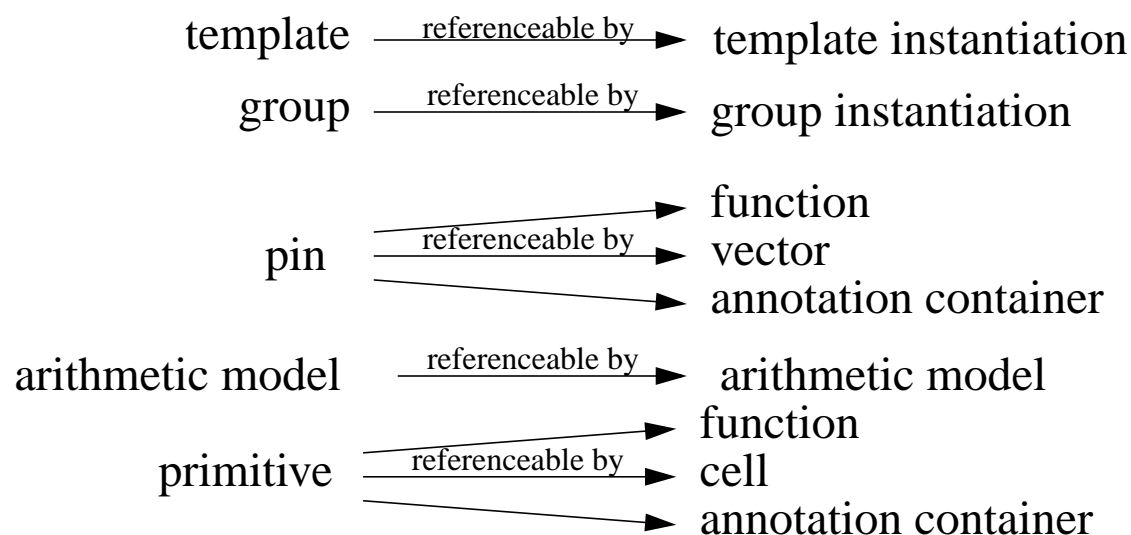 template referenceable by template instantiation
group referenceable by group instantiation
function
pin referenceable by vector
annotation container
arithmetic model referenceable by arithmetic model
function
primitive referenceable by cell
annotation container